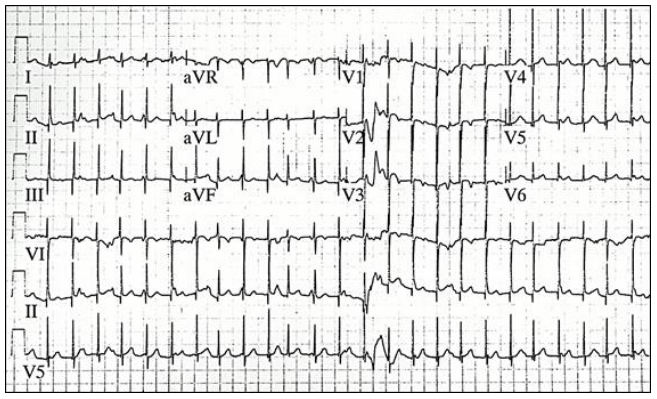 I aVR V1 V4
II aVL V2 V5
III aVF V3 V6
VI
II
V5